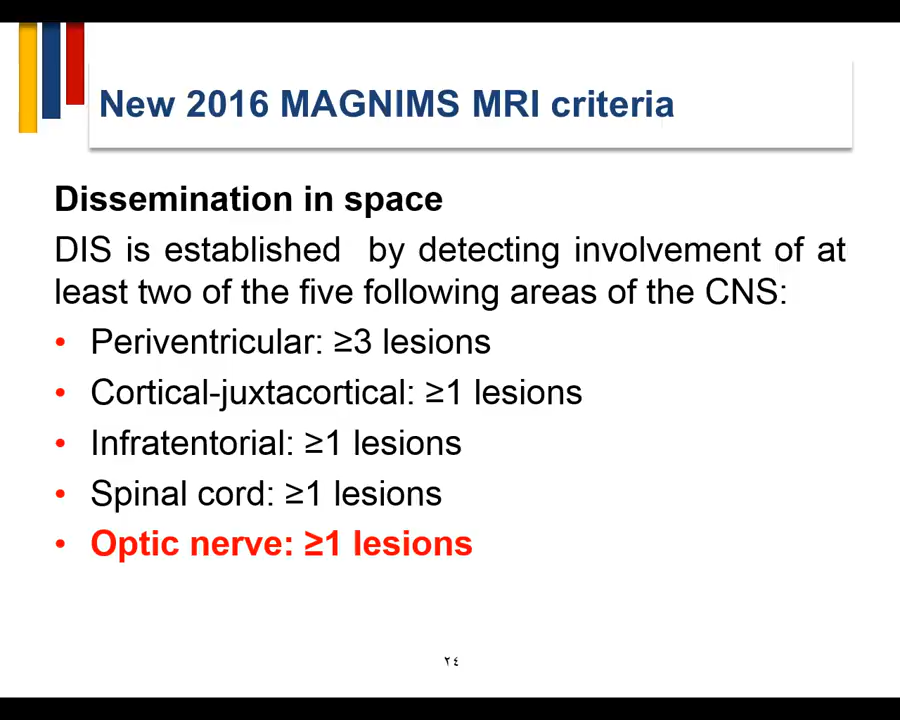 New 2016 MAGNIMS MRI criteria
Dissemination in space
DIS is established by detecting involvement of at
least two of the five following areas of the CNS:
• Periventricular: ≥3 lesions
• Cortical-juxtacortical: ≥1 lesions
• Infratentorial: ≥1 lesions
• Spinal cord: ≥1 lesions
• Optic nerve: ≥1 lesions
٢٤